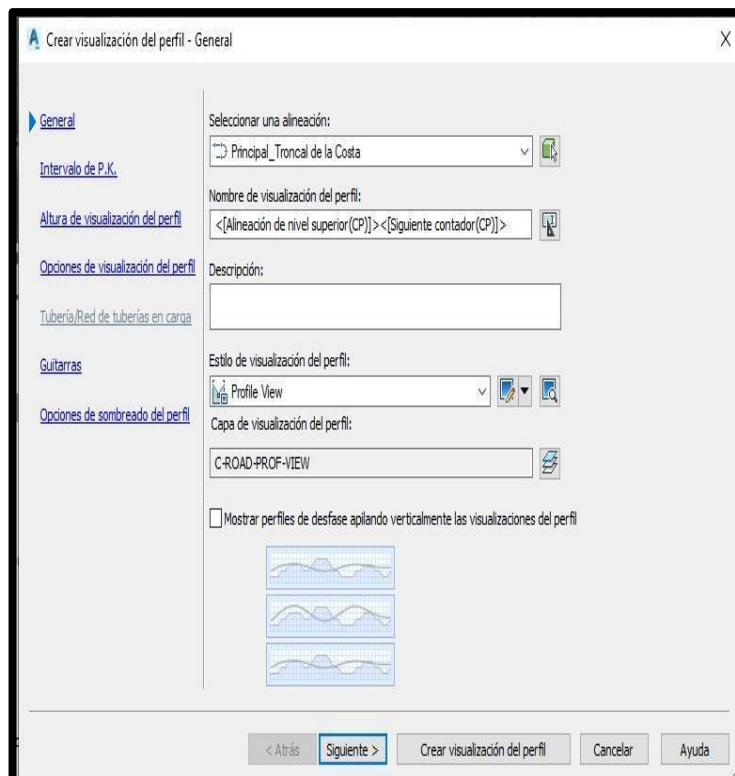 Crear visualización del perfil - General
X
General
Intervalo de P.K.
Altura de visualización del perfil
Opciones de visualización del perfil
Tubería/Red de tuberías en carga
Guitarras
Opciones de sombreado del perfil
Seleccionar una alineación:
Principal_Troncal de la Costa
Nombre de visualización del perfil:
<[Alineación de nivel superior(CP)]><[Siguiente contador(CP)]>
Descripción:
Estilo de visualización del perfil:
Profile View
Capa de visualización del perfil:
C-ROAD-PROF-VIEW
Mostrar perfiles de desfase apilando verticalmente las visualizaciones del perfil
< Atrás
Siguiente >
Crear visualización del perfil
Cancelar
Ayuda